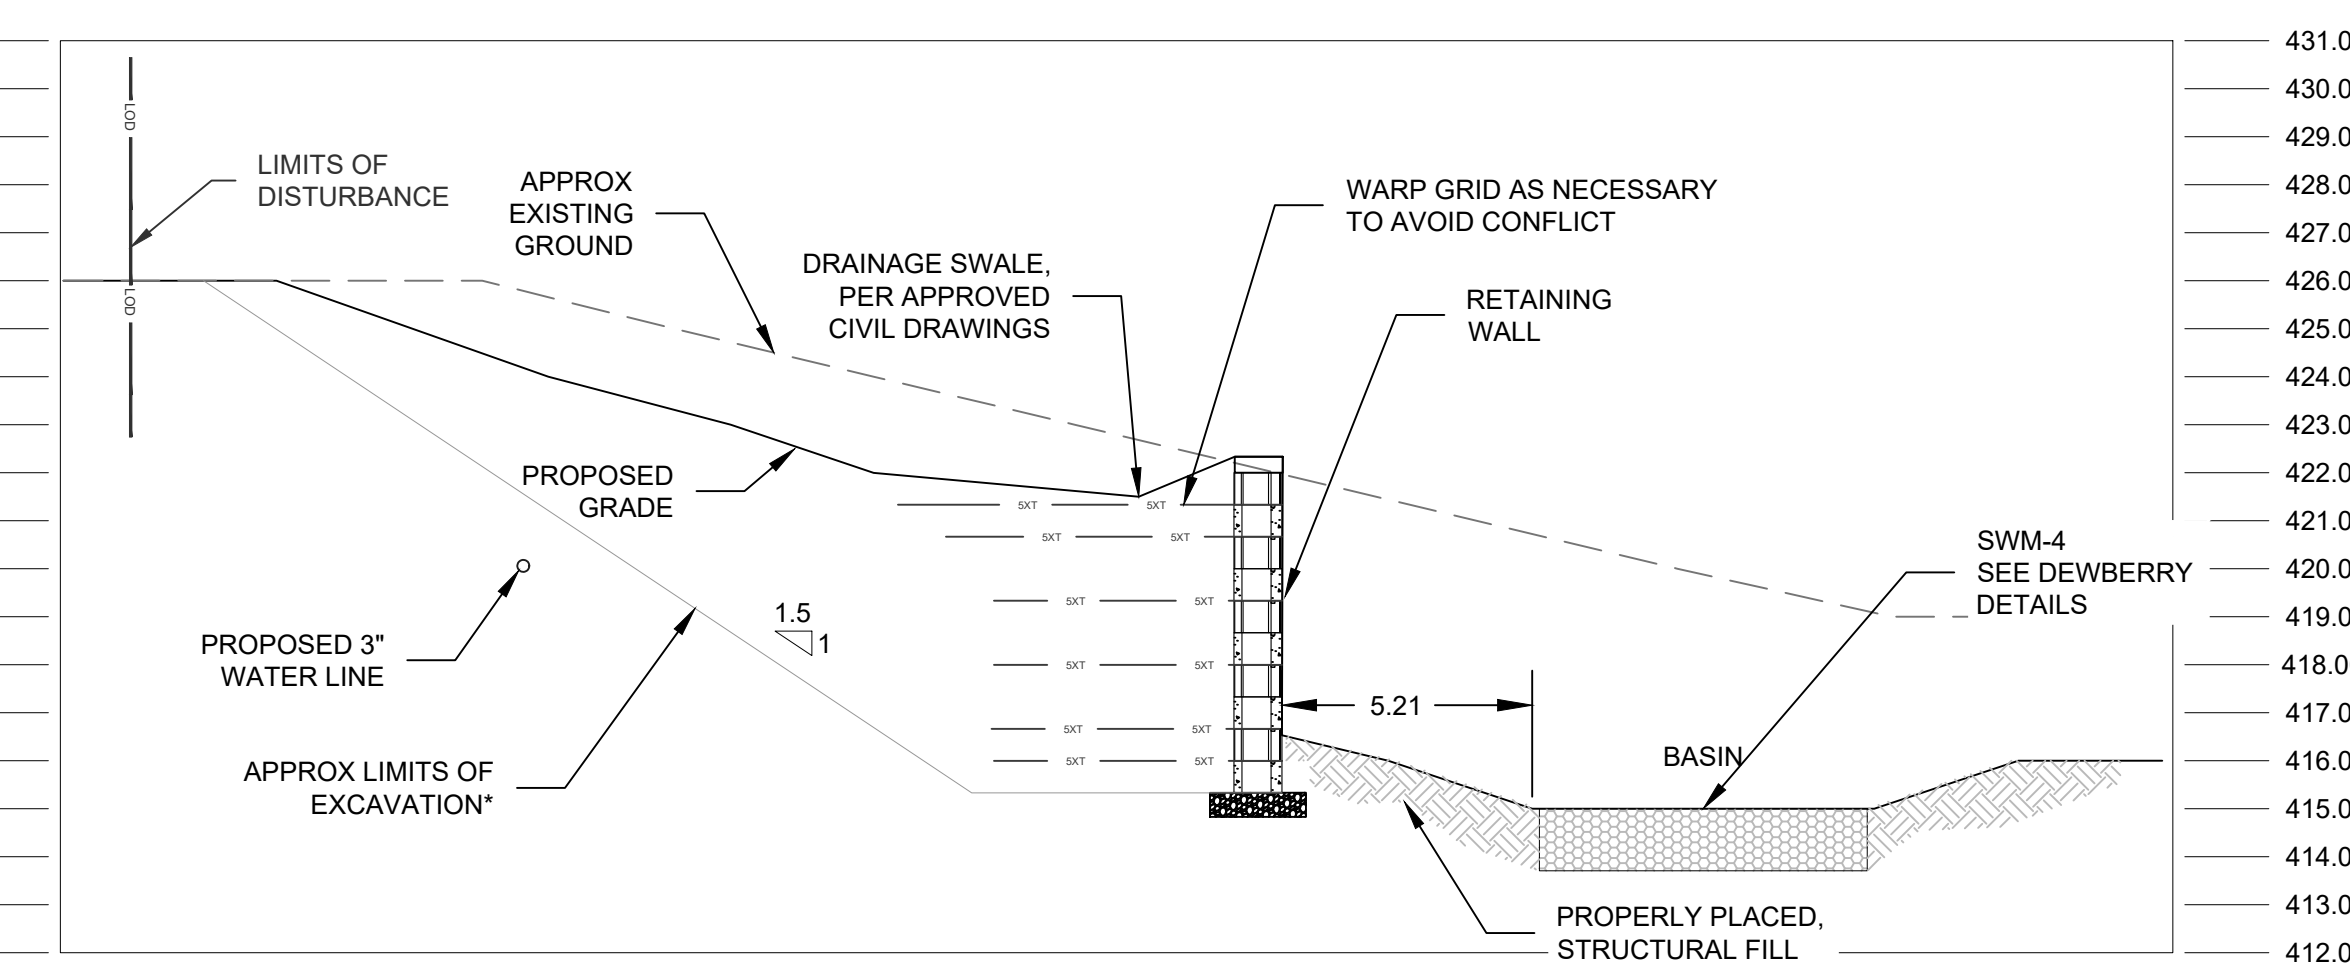 431.0
430.0
429.0
428.0
427.0
426.0
425.0
424.0
423.0
422.0
421.0
420.0
419.0
418.0
417.0
416.0
415.0
414.0
413.0
412.0
LOD
LOD
LIMITS OF
DISTURBANCE
APPROX
EXISTING
GROUND
DRAINAGE SWALE,
PER APPROVED
CIVIL DRAWINGS
WARP GRID AS NECESSARY
TO AVOID CONFLICT
RETAINING
WALL
PROPOSED
GRADE
5XT
5XT
5XT
5XT
5XT
5XT
5XT
5XT
5XT
5XT
5XT
5XT
SWM-4
SEE DEWBERRY
DETAILS
1.5
1
PROPOSED 3"
WATER LINE
5.21
BASIN
APPROX LIMITS OF
EXCAVATION*
PROPERLY PLACED,
STRUCTURAL FILL